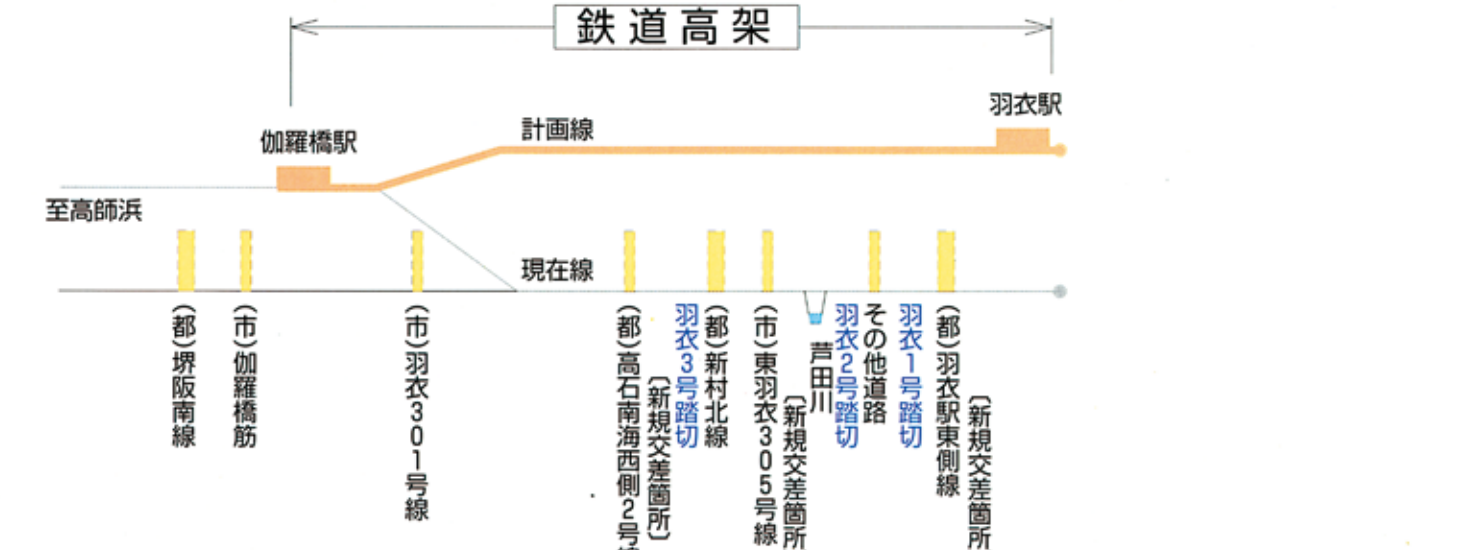 鉄道高架
羽衣駅
計画線
伽羅橋駅
至高師浜
現在線
(都)堺阪南線
(市)伽羅橋筋
(市)羽衣301号線
(都)高石南海西側2号
〔新規交差箇所〕
羽衣3号踏切
(都)新村北線
(市)東羽衣305号線
〔新規交差箇所
芦田川
羽衣2号踏切
その他道路
羽衣1号踏切
(都)羽衣駅東側線
〔新規交差箇所